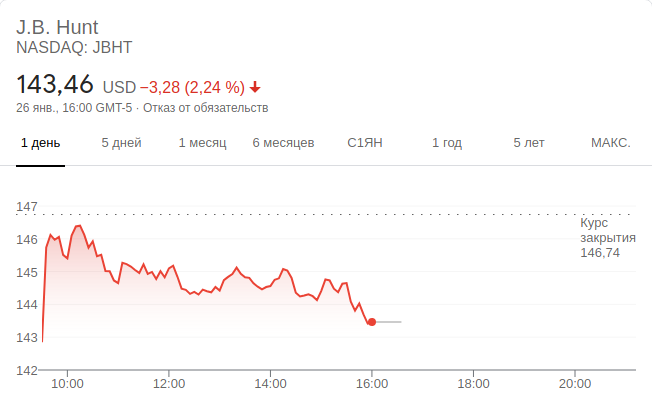 J.B. Hunt
NASDAQ: JBHT
143,46 USD −3,28 (2,24 %)
26 янв., 16:00 GMT-5 · Отказ от обязательств
1 день 5 дней 1 месяц 6 месяцев С1ЯН 1 год 5 лет МАКС.
147
Курс
закрытия
146,74
146
145
144
143
142
10:00 12:00 14:00 16:00 18:00 20:00